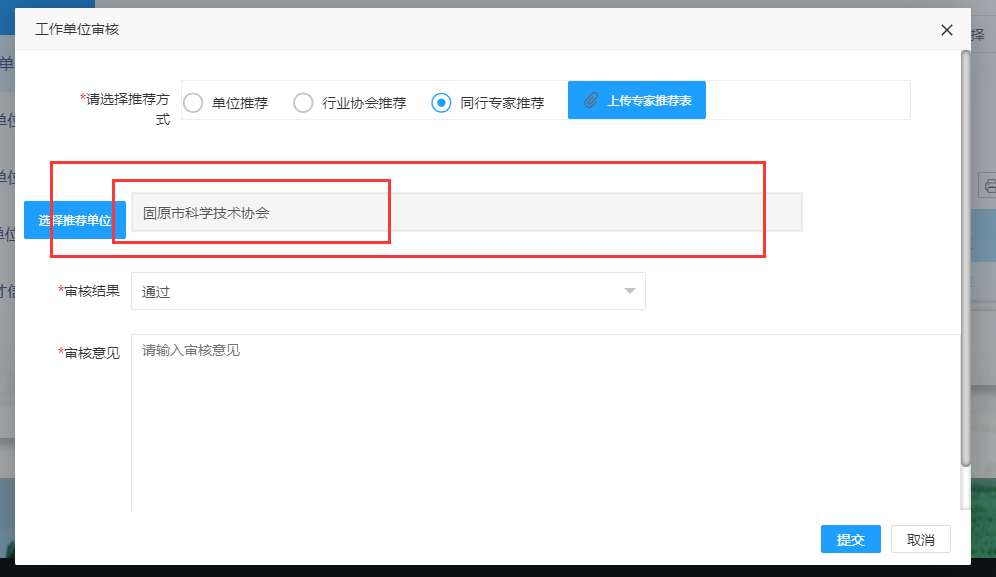 工作单位审核
择
*请选择推荐方式
单位推荐
行业协会推荐
同行专家推荐
上传专家推荐表
选择推荐单位
固原市科学技术协会
*审核结果
通过
*审核意见
请输入审核意见
提交
取消